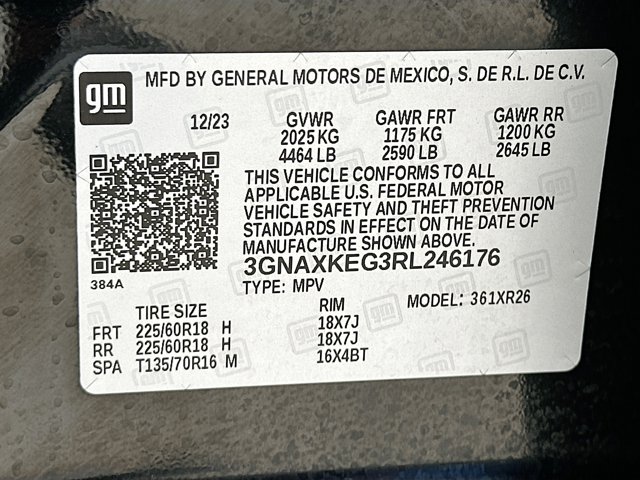 gm MFD BY GENERAL MOTORS DE MEXICO, S. DE R.L. DE C.V.
12/23 GVWR GAWR FRT GAWR RR
2025 KG 1175 KG 1200 KG
4464 LB 2590 LB 2645 LB
THIS VEHICLE CONFORMS TO ALL
APPLICABLE U.S. FEDERAL MOTOR
VEHICLE SAFETY AND THEFT PREVENTION
STANDARDS IN EFFECT ON THE DATE OF
MANUFACTURE SHOWN ABOVE.
3GNAXKEG3RL246176
384A TYPE: MPV MODEL: 361XR26
TIRE SIZE RIM
FRT 225/60R18 H 18X7J
RR 225/60R18 H 18X7J
SPA T135/70R16 M 16X4BT